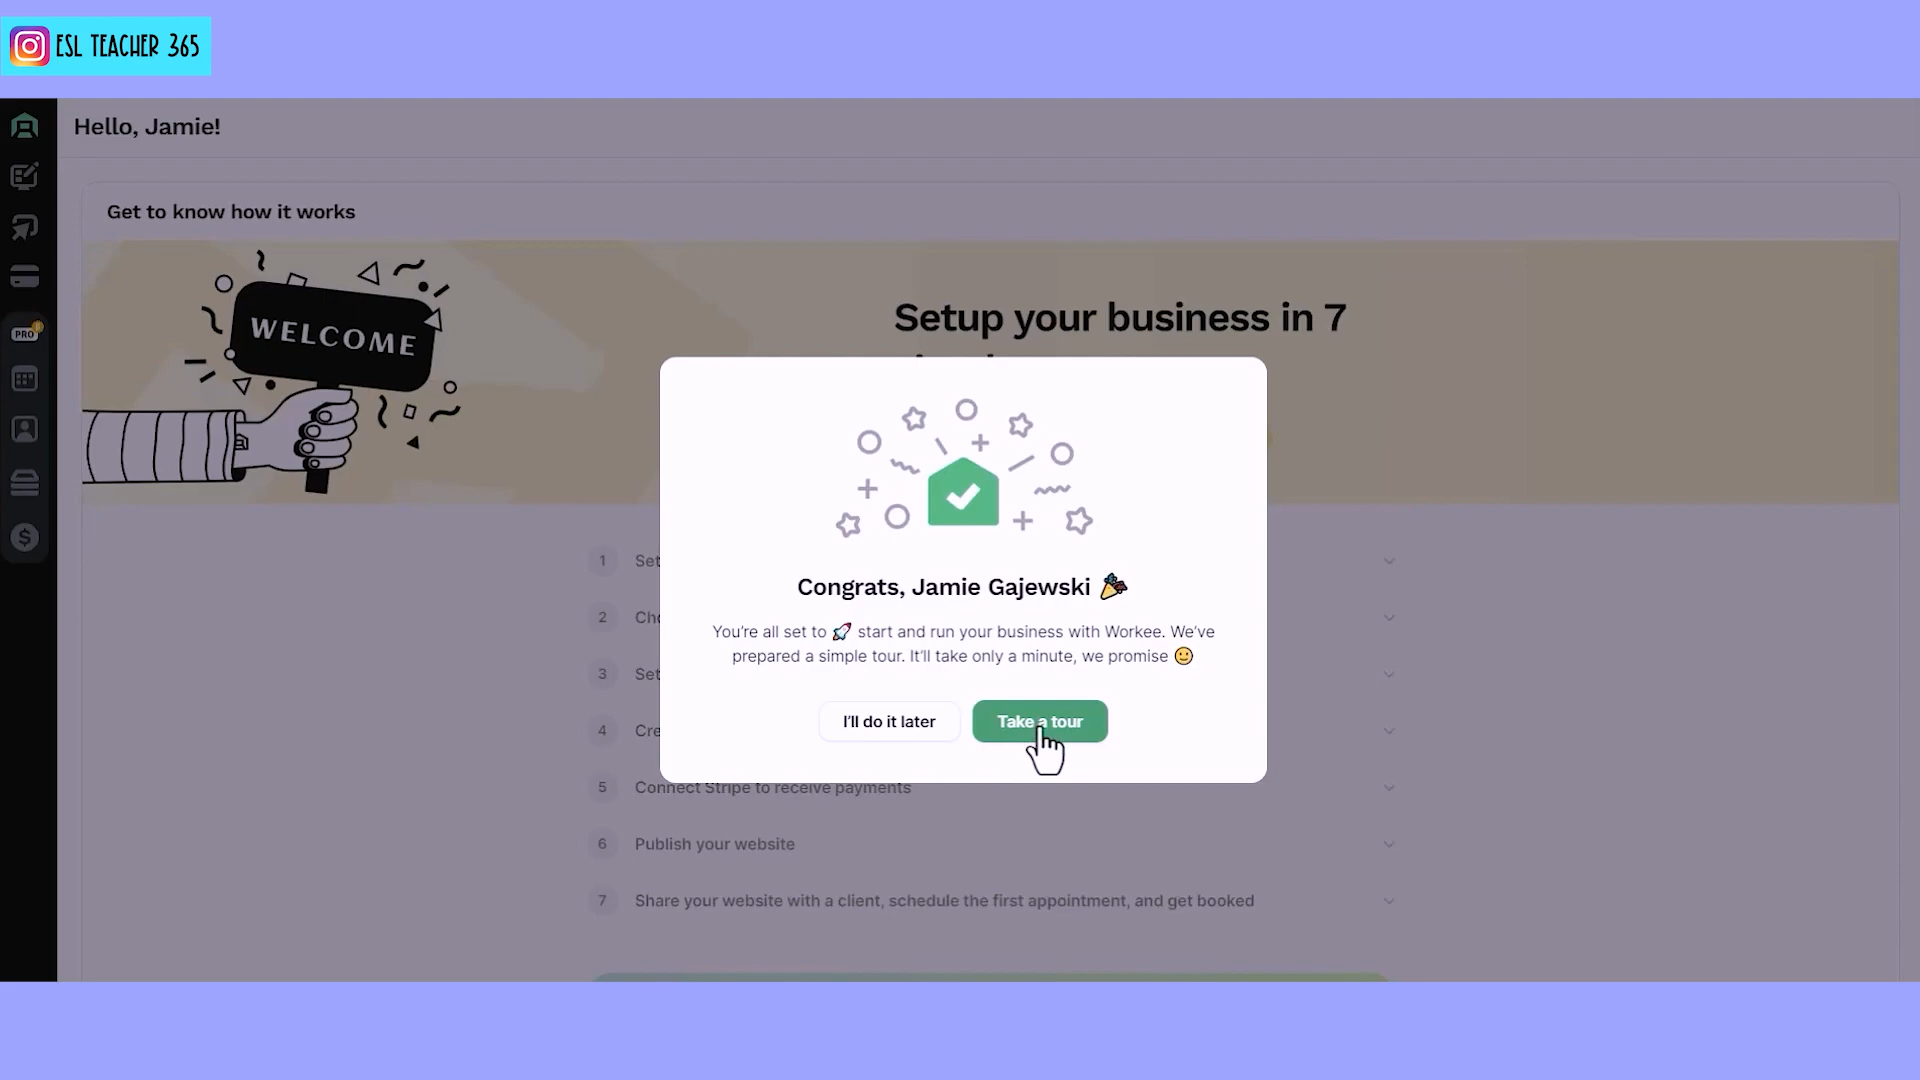 ESL TEACHER 365
Hello, Jamie!
Get to know how it works
WELCOME
Setup your business in 7
PRO
Congrats, Jamie Gajewski
You're all set to 🚀 start and run your business with Workee. We've
prepared a simple tour. It'll take only a minute, we promise 🙂
I'll do it later
Take a tour
1
2
3
4
5 Connect Stripe to receive payments
6 Publish your website
7 Share your website with a client, schedule the first appointment, and get booked